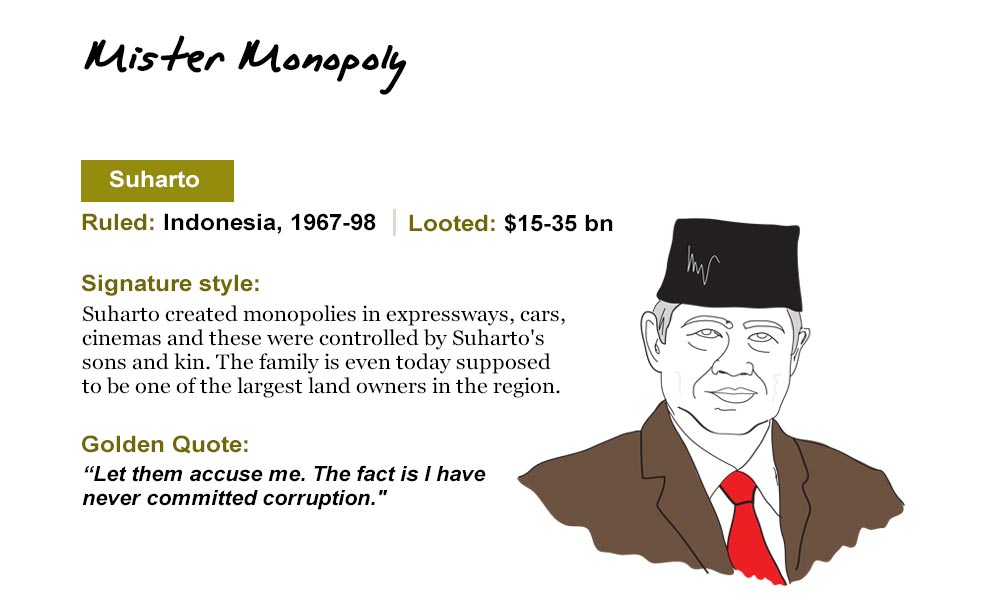 Mister Monopoly
Suharto
Ruled: Indonesia, 1967-98 | Looted: $15-35 bn
Signature style:
Suharto created monopolies in expressways, cars,
cinemas and these were controlled by Suharto's
sons and kin. The family is even today supposed
to be one of the largest land owners in the region.
Golden Quote:
“Let them accuse me. The fact is I have
never committed corruption."